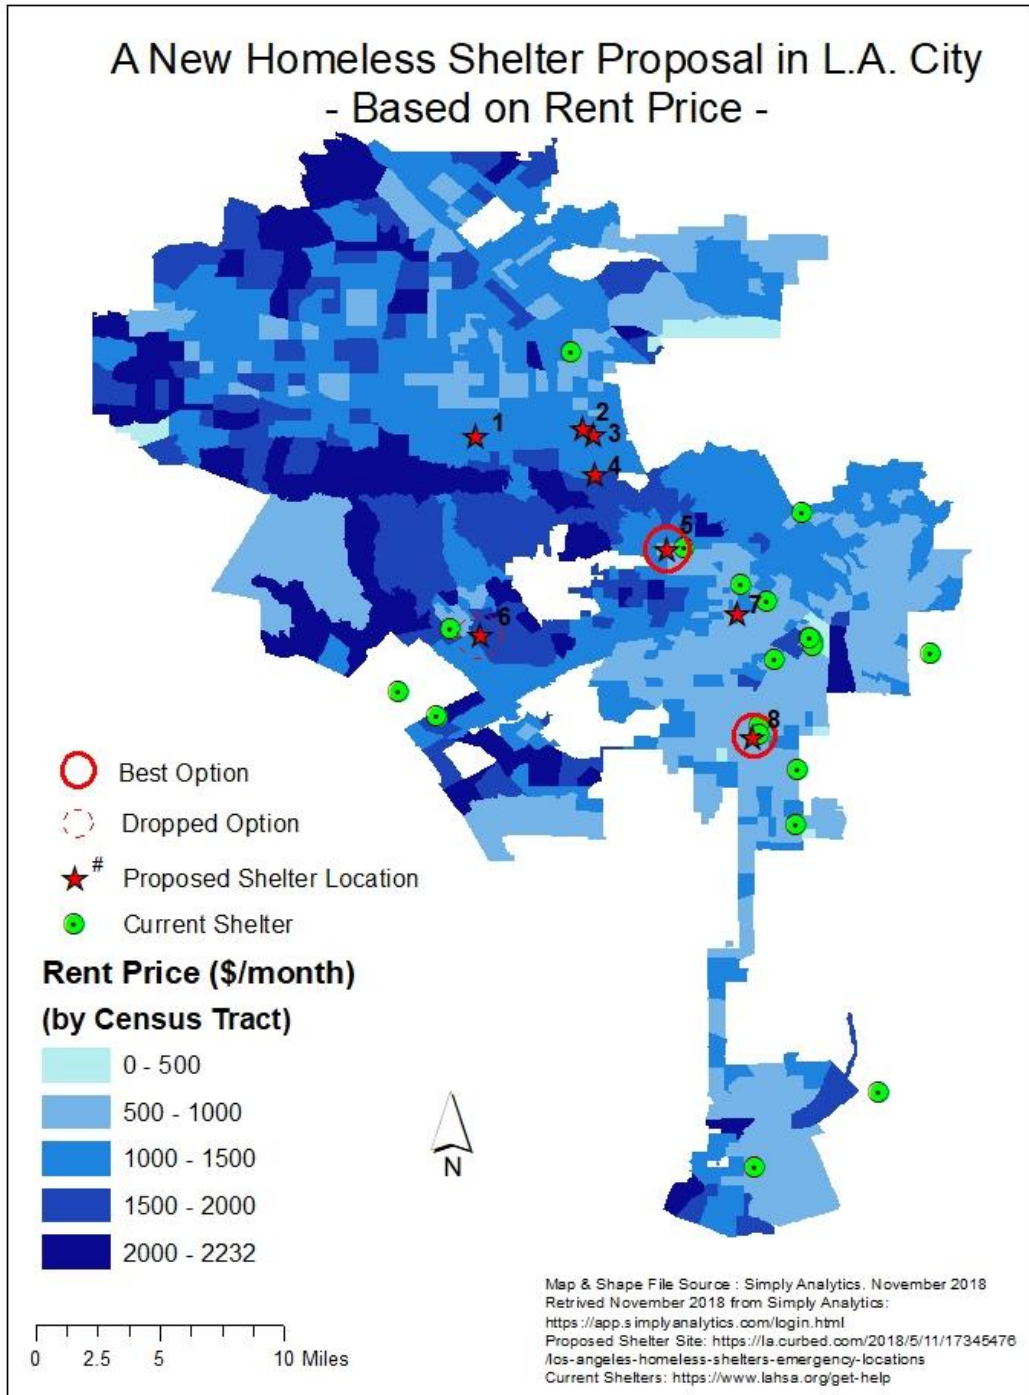 A New Homeless Shelter Proposal in L.A. City
- Based on Rent Price -
1
2
3
4
5
6
7
8
Best Option
Dropped Option
# Proposed Shelter Location
Current Shelter
Rent Price ($/month)
(by Census Tract)
0 - 500
500 - 1000
1000 - 1500
1500 - 2000
2000 - 2232
N
0 2.5 5 10 Miles
Map & Shape File Source : Simply Analytics. November 2018
Retrived November 2018 from Simply Analytics:
https://app.simplyanalytics.com/login.html
Proposed Shelter Site: https://la.curbed.com/2018/5/11/17345476
/los-angeles-homeless-shelters-emergency-locations
Current Shelters: https://www.lahsa.org/get-help